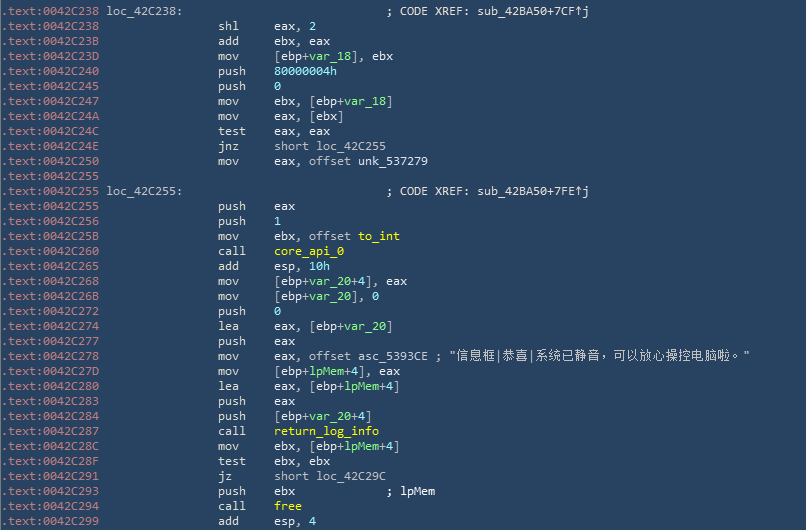 .text:0042C238 loc_42C238: ; CODE XREF: sub_42BA50+7CF↑j
.text:0042C238 shl eax, 2
.text:0042C23B add ebx, eax
.text:0042C23D mov [ebp+var_18], ebx
.text:0042C240 push 80000004h
.text:0042C245 push 0
.text:0042C247 mov ebx, [ebp+var_18]
.text:0042C24A mov eax, [ebx]
.text:0042C24C test eax, eax
.text:0042C24E jnz short loc_42C255
.text:0042C250 mov eax, offset unk_537279
.text:0042C255
.text:0042C255 loc_42C255: ; CODE XREF: sub_42BA50+7FE↑j
.text:0042C255 push eax
.text:0042C256 push 1
.text:0042C25B mov ebx, offset to_int
.text:0042C260 call core_api_0
.text:0042C265 add esp, 10h
.text:0042C268 mov [ebp+var_20+4], eax
.text:0042C26B mov [ebp+var_20], 0
.text:0042C272 push 0
.text:0042C274 lea eax, [ebp+var_20]
.text:0042C277 push eax
.text:0042C278 mov eax, offset asc_5393CE ; "信息框|恭喜|系统已静音，可以放心操控电脑啦。"
.text:0042C27D mov [ebp+lpMem+4], eax
.text:0042C280 lea eax, [ebp+lpMem+4]
.text:0042C283 push eax
.text:0042C284 push [ebp+var_20+4]
.text:0042C287 call return_log_info
.text:0042C28C mov ebx, [ebp+lpMem+4]
.text:0042C28F test ebx, ebx
.text:0042C291 jz short loc_42C29C
.text:0042C293 push ebx ; lpMem
.text:0042C294 call free
.text:0042C299 add esp, 4